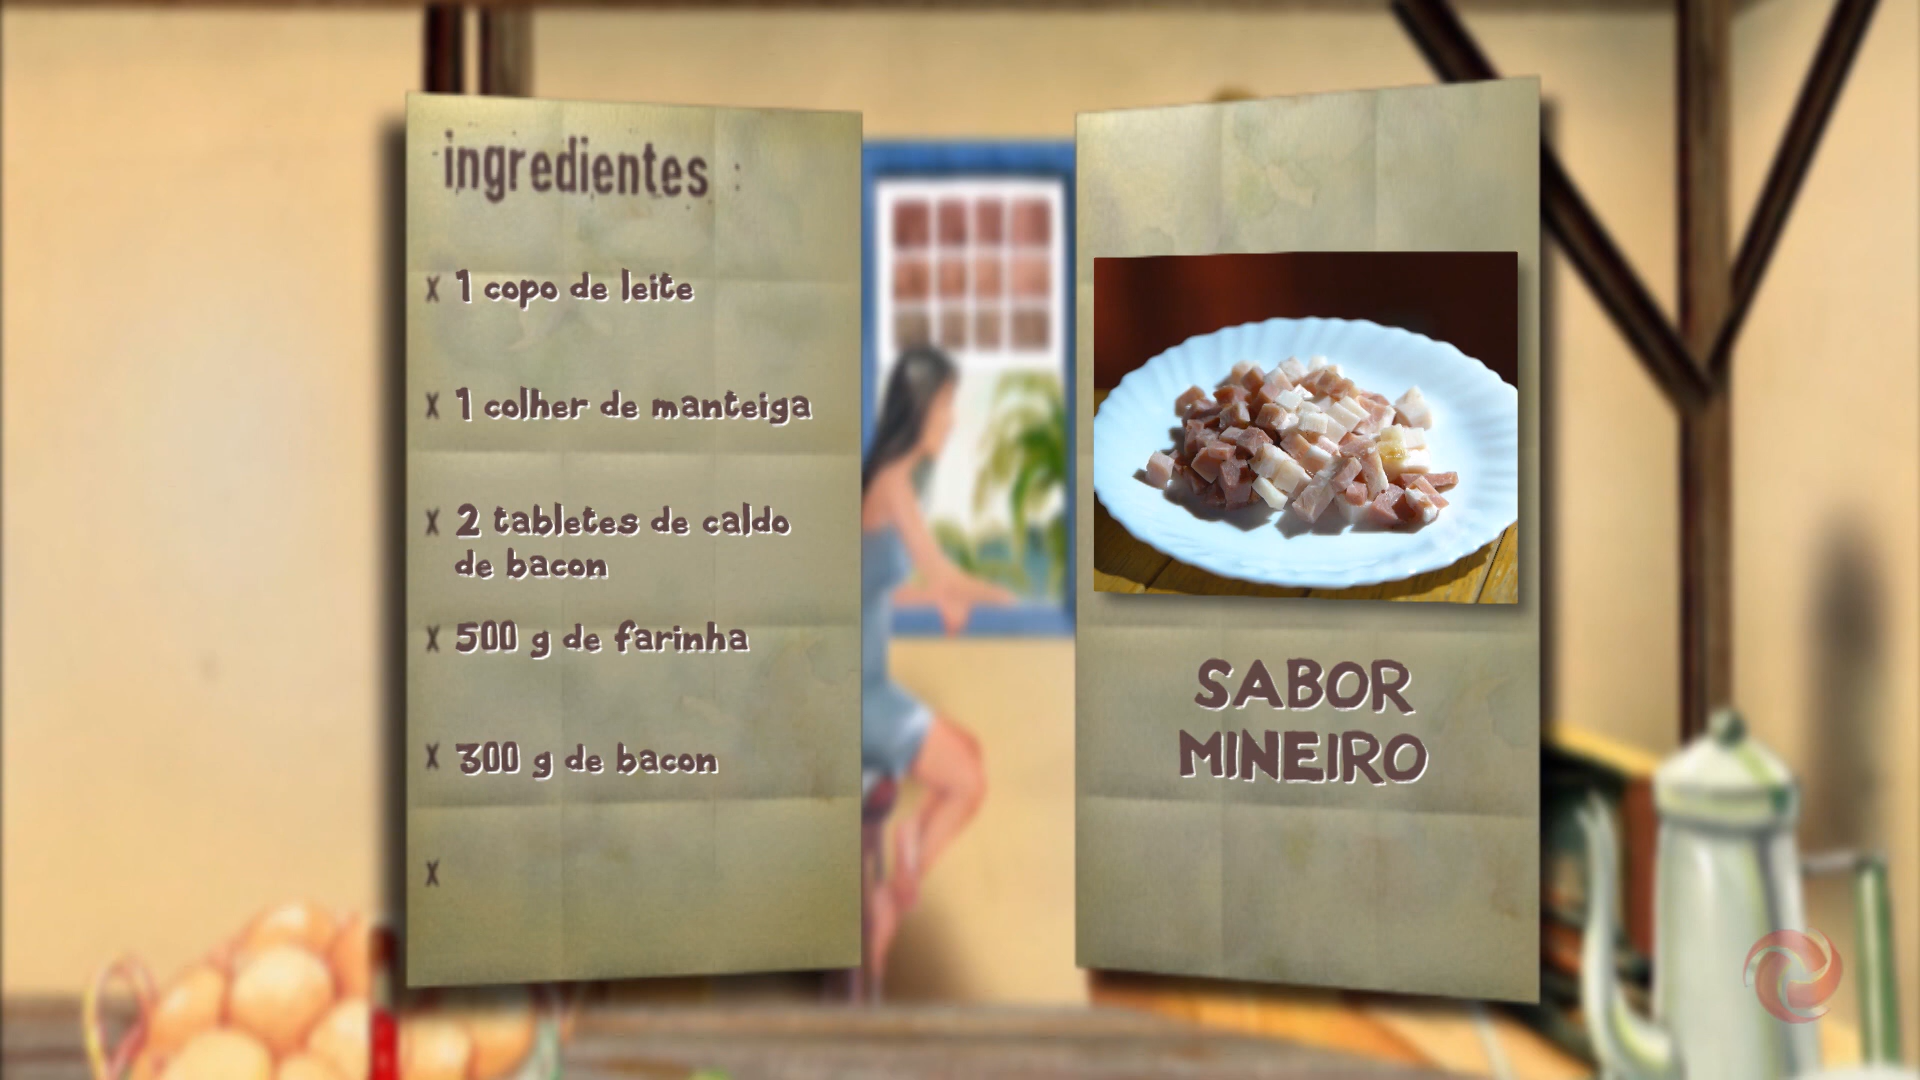 ingredientes :
x 1 copo de leite
x 1 colher de manteiga
x 2 tabletes de caldo
de bacon
x 500 g de farinha
x 300 g de bacon
x
SABOR
MINEIRO